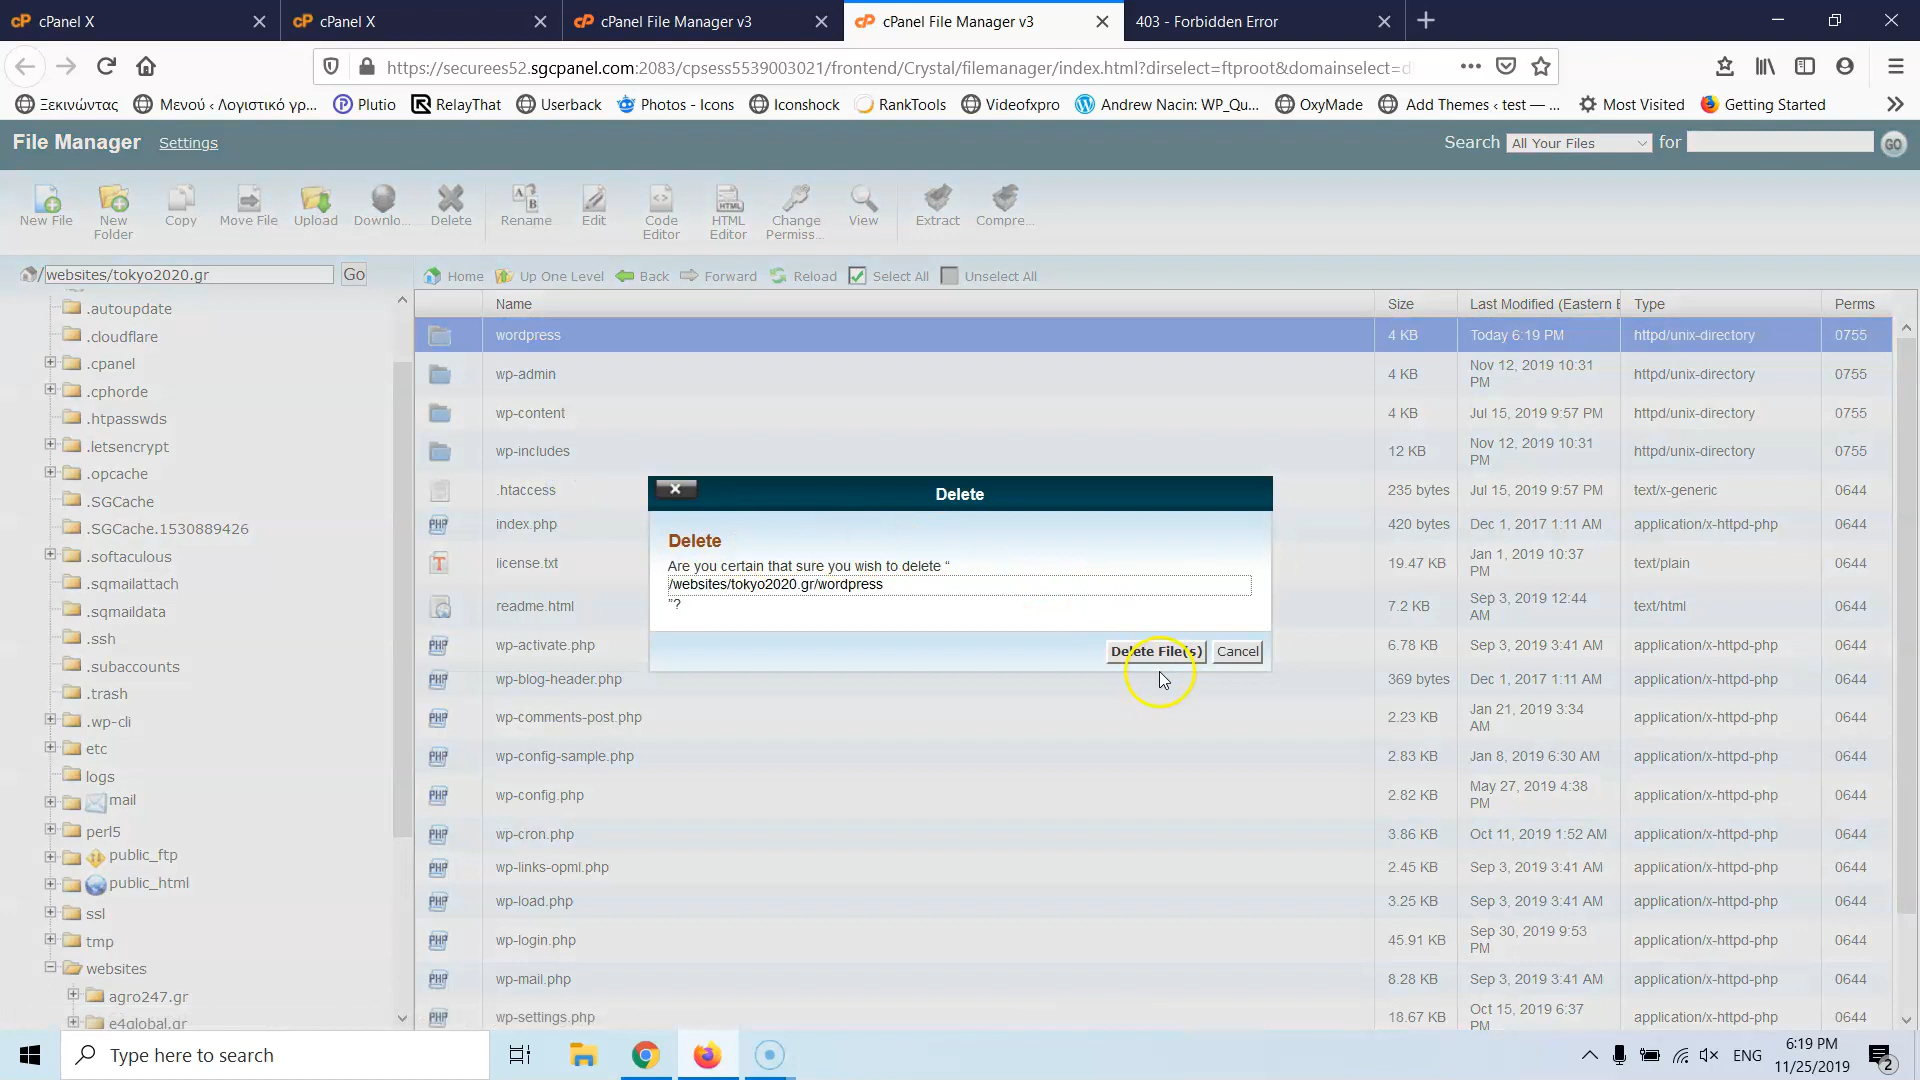 cPanel X
cPanel X
cPanel File Manager v3
cPanel File Manager v3
403 - Forbidden Error
https://securees52.sgcpanel.com:2083/cpsess5539003021/frontend/Crystal/filemanager/index.html?dirselect=ftproot&domainselect=d
Ξεκινώντας
Μενού ‹ Λογιστικό γρ...
Plutio
RelayThat
Userback
Photos - Icons
Iconshock
RankTools
Videofxpro
Andrew Nacin: WP_Qu...
OxyMade
Add Themes ‹ test — ...
Most Visited
Getting Started
File Manager
Settings
Search
All Your Files
for
GO
New File
New Folder
Copy
Move File
Upload
Downlo...
Delete
Rename
Edit
Code Editor
HTML Editor
Change Permiss...
View
Extract
Compre...
/
websites/tokyo2020.gr
Go
Home
Up One Level
Back
Forward
Reload
Select All
Unselect All
.autoupdate
.cloudflare
.cpanel
.cphorde
.htpasswds
.letsencrypt
.opcache
.SGCache
.SGCache.1530889426
.softaculous
.sqmailattach
.sqmaildata
.ssh
.subaccounts
.trash
.wp-cli
etc
logs
mail
perl5
public_ftp
public_html
ssl
tmp
websites
agro247.gr
e4global.gr
Name Size Last Modified (Eastern E Type Perms
wordpress 4 KB Today 6:19 PM httpd/unix-directory 0755
wp-admin 4 KB Nov 12, 2019 10:31 PM httpd/unix-directory 0755
wp-content 4 KB Jul 15, 2019 9:57 PM httpd/unix-directory 0755
wp-includes 12 KB Nov 12, 2019 10:31 PM httpd/unix-directory 0755
.htaccess 235 bytes Jul 15, 2019 9:57 PM text/x-generic 0644
index.php 420 bytes Dec 1, 2017 1:11 AM application/x-httpd-php 0644
license.txt 19.47 KB Jan 1, 2019 10:37 PM text/plain 0644
readme.html 7.2 KB Sep 3, 2019 12:44 AM text/html 0644
wp-activate.php 6.78 KB Sep 3, 2019 3:41 AM application/x-httpd-php 0644
wp-blog-header.php 369 bytes Dec 1, 2017 1:11 AM application/x-httpd-php 0644
wp-comments-post.php 2.23 KB Jan 21, 2019 3:34 AM application/x-httpd-php 0644
wp-config-sample.php 2.83 KB Jan 8, 2019 6:30 AM application/x-httpd-php 0644
wp-config.php 2.82 KB May 27, 2019 4:38 PM application/x-httpd-php 0644
wp-cron.php 3.86 KB Oct 11, 2019 1:52 AM application/x-httpd-php 0644
wp-links-opml.php 2.45 KB Sep 3, 2019 3:41 AM application/x-httpd-php 0644
wp-load.php 3.25 KB Sep 3, 2019 3:41 AM application/x-httpd-php 0644
wp-login.php 45.91 KB Sep 30, 2019 9:53 PM application/x-httpd-php 0644
wp-mail.php 8.28 KB Sep 3, 2019 3:41 AM application/x-httpd-php 0644
wp-settings.php 18.67 KB Oct 15, 2019 6:37 PM application/x-httpd-php 0644
Delete
Delete
Are you certain that sure you wish to delete “
/websites/tokyo2020.gr/wordpress
”?
Delete File(s)
Cancel
Type here to search
ENG
6:19 PM
11/25/2019
2